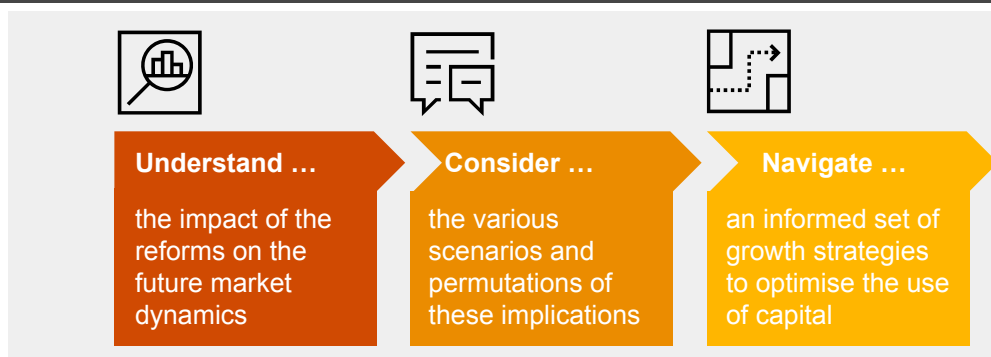 Understand …
the impact of the
reforms on the
future market
dynamics
Consider …
the various
scenarios and
permutations of
these implications
Navigate …
an informed set of
growth strategies
to optimise the use
of capital